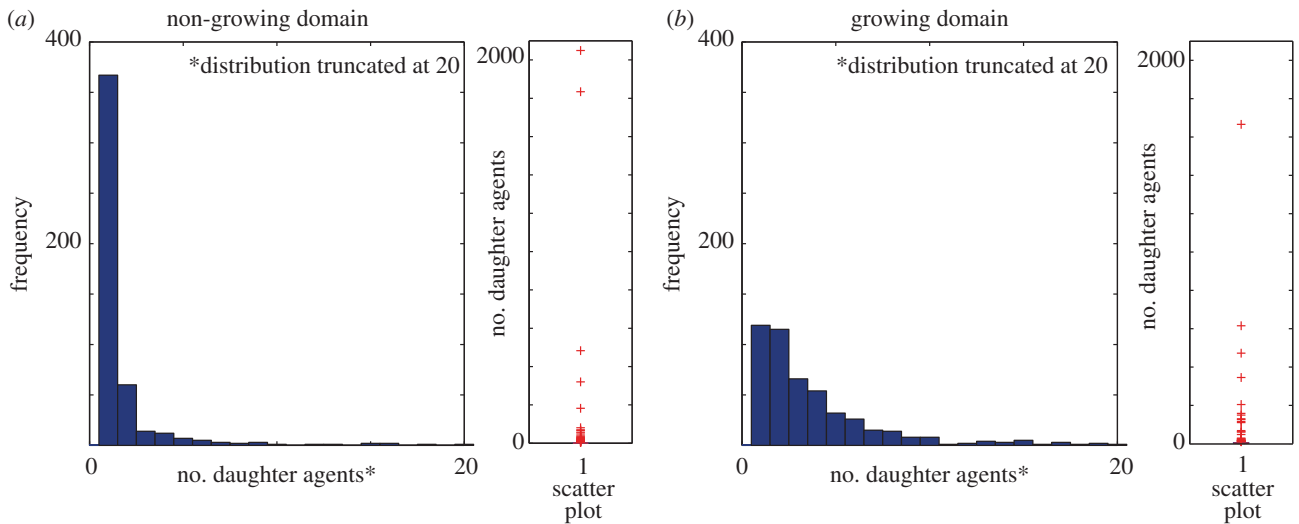 (a)
non-growing domain
400
200
0
frequency
*distribution truncated at 20
0
20
no. daughter agents*
2000
0
no. daughter agents
1
scatter
plot
(b)
growing domain
400
200
0
frequency
*distribution truncated at 20
0
20
no. daughter agents*
2000
0
no. daughter agents
1
scatter
plot